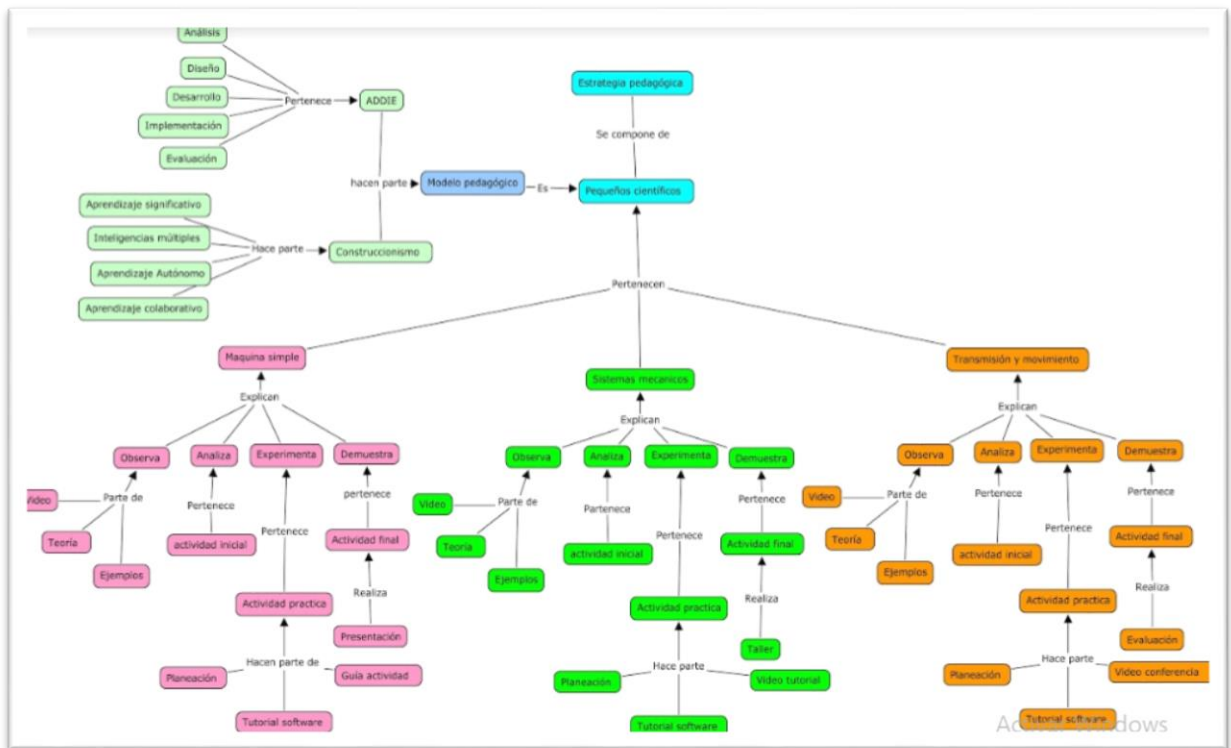 Análisis
Diseño
Desarrollo
Implementación
Evaluación
Pertenece
ADDIE
Estrategia pedagógica
Se compone de
hacen parte
Modelo pedagógico
Es
Pequeños científicos
Aprendizaje significativo
Inteligencias múltiples
Aprendizaje Autónomo
Aprendizaje colaborativo
Hace parte
Construccionismo
Pertenecen
Maquina simple
Explican
Observa
Analiza
Experimenta
Demuestra
Video
Parte de
Teoría
Ejemplos
Pertenece
actividad inicial
Pertenece
Actividad practica
pertenece
Actividad final
Realiza
Presentación
Hacen parte de
Planeación
Guia actividad
Tutorial software
Sistemas mecanicos
Explican
Observa
Analiza
Experimenta
Demuestra
Video
Parte de
Teoria
Ejemplos
Partenece
actividad inicial
Pertenece
Actividad practica
Pertenece
Actividad final
Realiza
Taller
Hace parte
Planeación
Video tutorial
Tutorial software
Transmisión y movimiento
Explican
Observa
Analiza
Experimenta
Demuestra
Video
Parte de
Teoría
Ejemplos
Pertenece
actividad inicial
Pertenece
Actividad practica
Pertenece
Actividad final
Realiza
Evaluación
Hace parte
Planeación
Video conferencia
Tutorial software